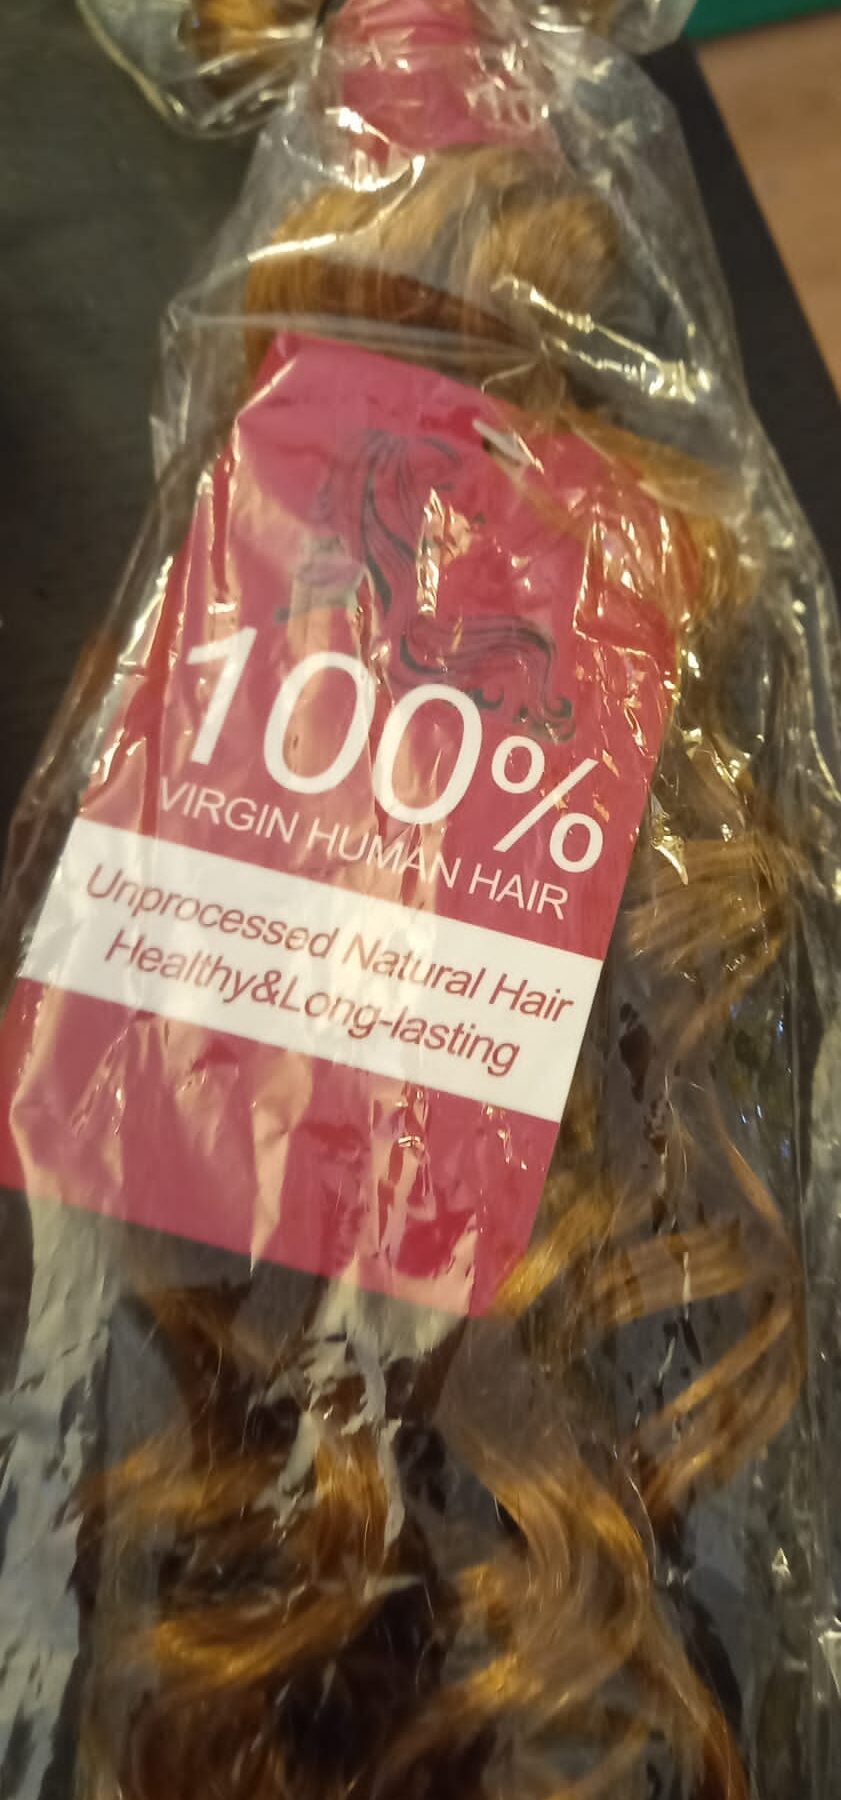 100%
VIRGIN HUMAN HAIR
Unprocessed Natural Hair
Healthy&Long-lasting